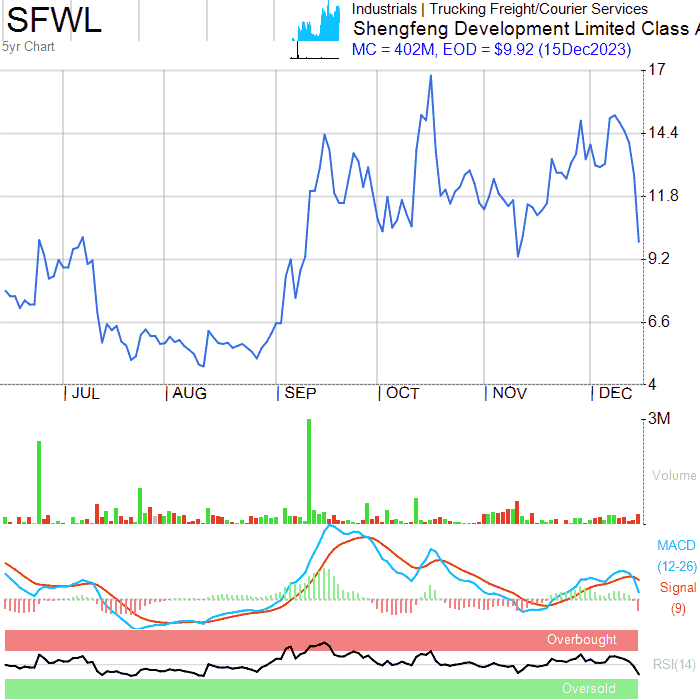 SFWL
5yr Chart
Industrials | Trucking Freight/Courier Services
Shengfeng Development Limited Class A
MC = 402M, EOD = $9.92 (15Dec2023)
17
14.4
11.8
9.2
6.6
4
JUL AUG SEP OCT NOV DEC
3M
Volume
MACD
(12-26)
Signal
(9)
Overbought
RSI(14)
Oversold